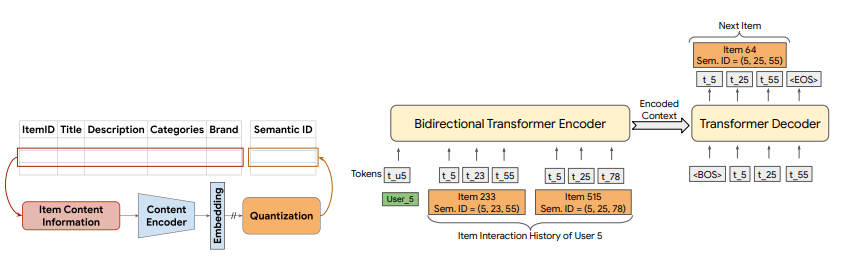 ItemID Title Description Categories Brand Semantic ID
Item Content
Information
Content
Encoder
Embedding
//
Quantization
Next Item
Item 64
Sem. ID = (5, 25, 55)
t_5 t_25 t_55 <EOS>
Bidirectional Transformer Encoder
Encoded
Context
Transformer Decoder
Tokens t_u5 t_5 t_23 t_55 t_5 t_25 t_78
<BOS> t_5 t_25 t_55
User_5
Item 233
Sem. ID = (5, 23, 55)
Item 515
Sem. ID = (5, 25, 78)
Item Interaction History of User 5